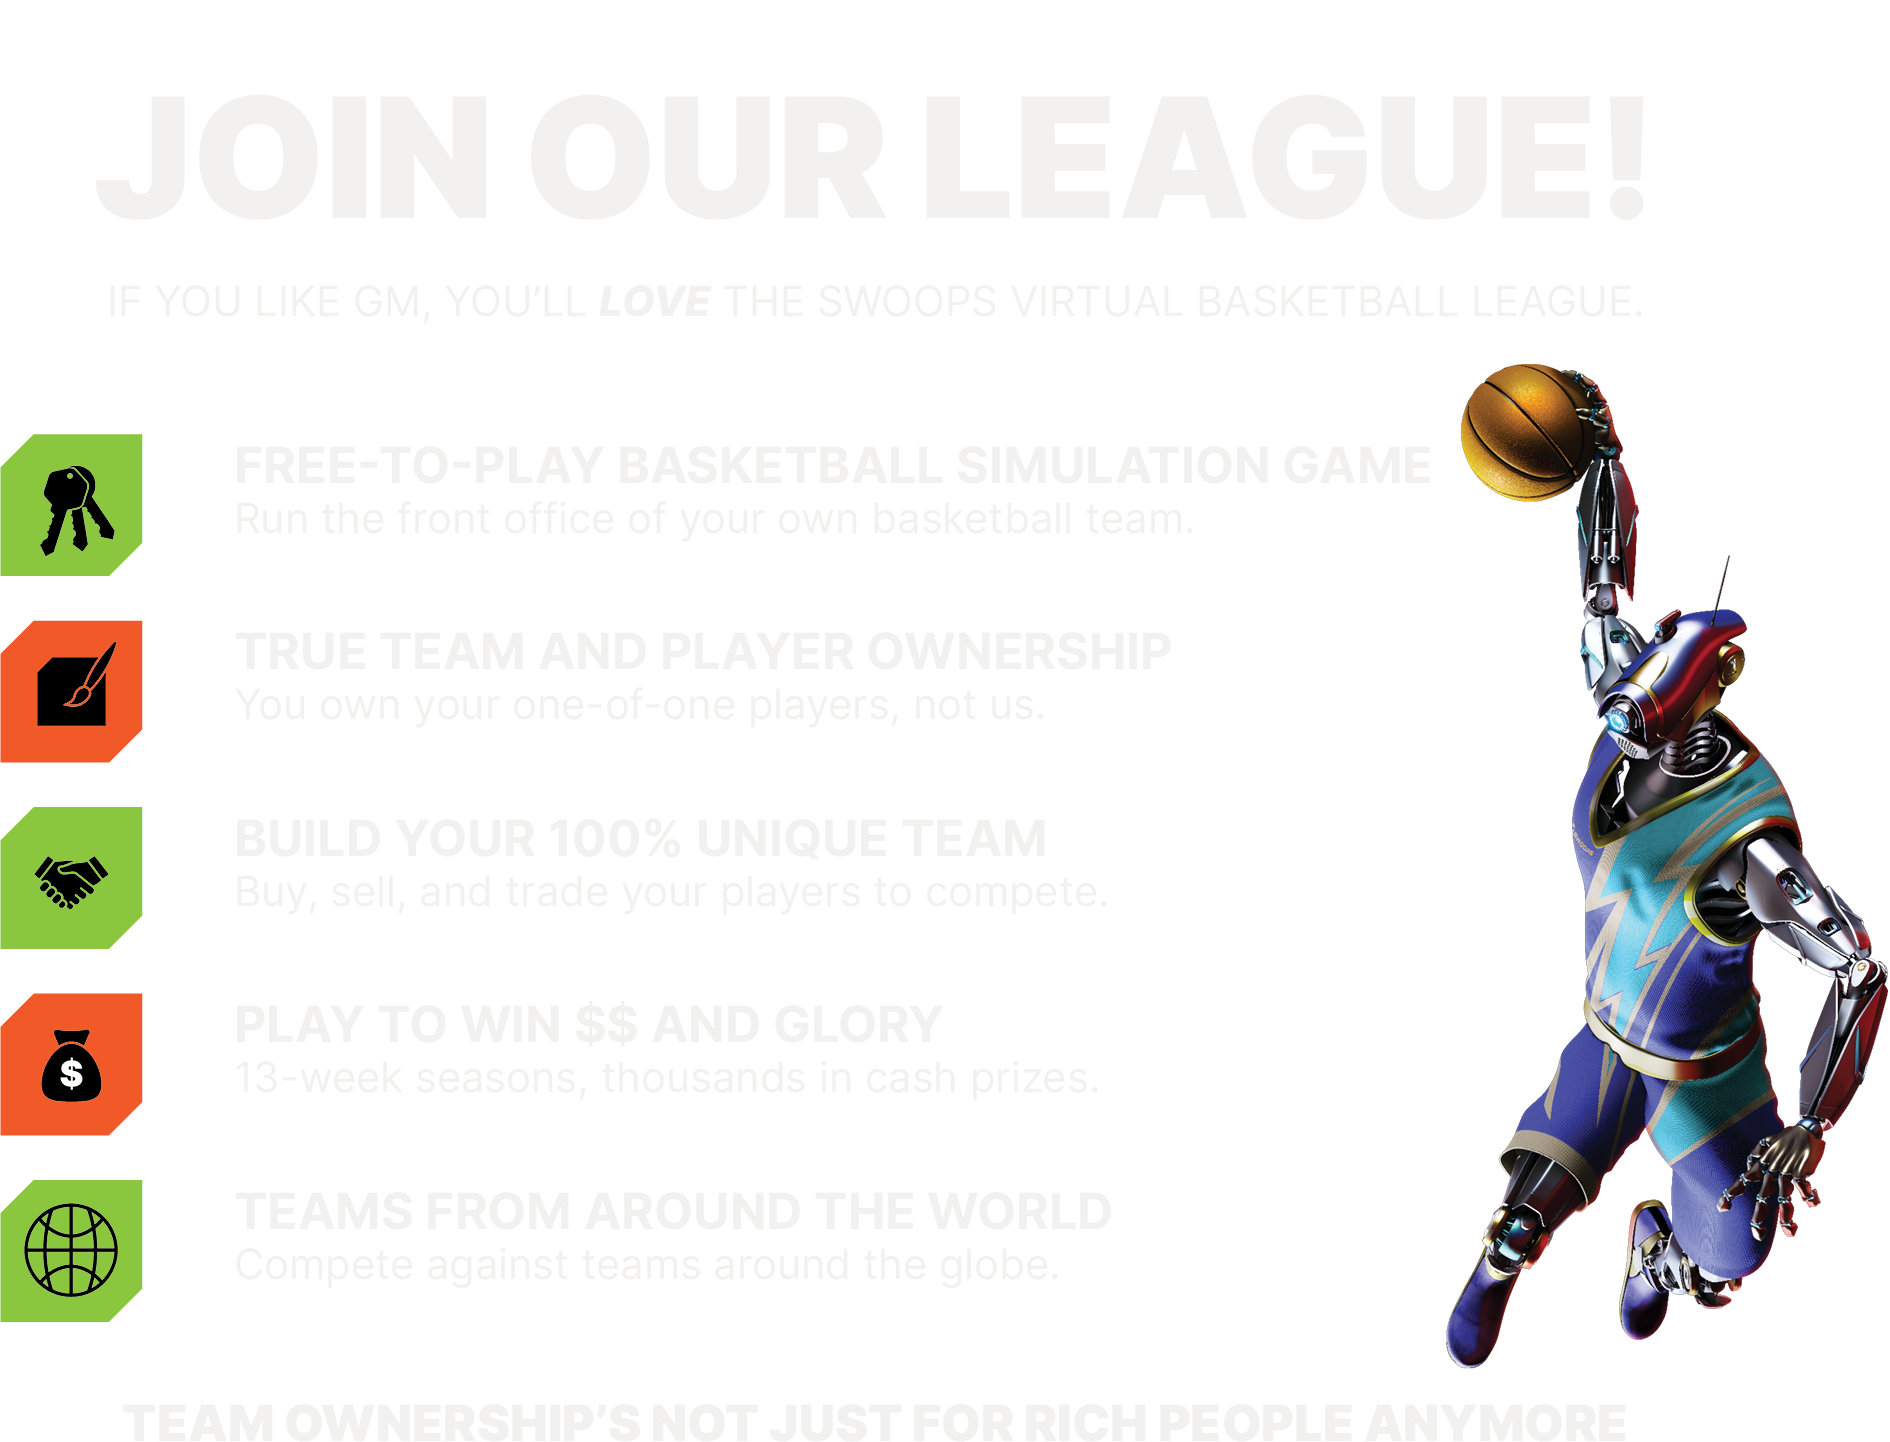 JOIN OUR LEAGUE!
IF YOU LIKE GM, YOU’LL LOVE THE SWOOPS VIRTUAL BASKETBALL LEAGUE.
FREE-TO-PLAY BASKETBALL SIMULATION GAME
Run the front office of your own basketball team.
TRUE TEAM AND PLAYER OWNERSHIP
You own your one-of-one players, not us.
BUILD YOUR 100% UNIQUE TEAM
Buy, sell, and trade your players to compete.
PLAY TO WIN $$ AND GLORY
13-week seasons, thousands in cash prizes.
$
TEAMS FROM AROUND THE WORLD
Compete against teams around the globe.
TEAM OWNERSHIP’S NOT JUST FOR RICH PEOPLE ANYMORE